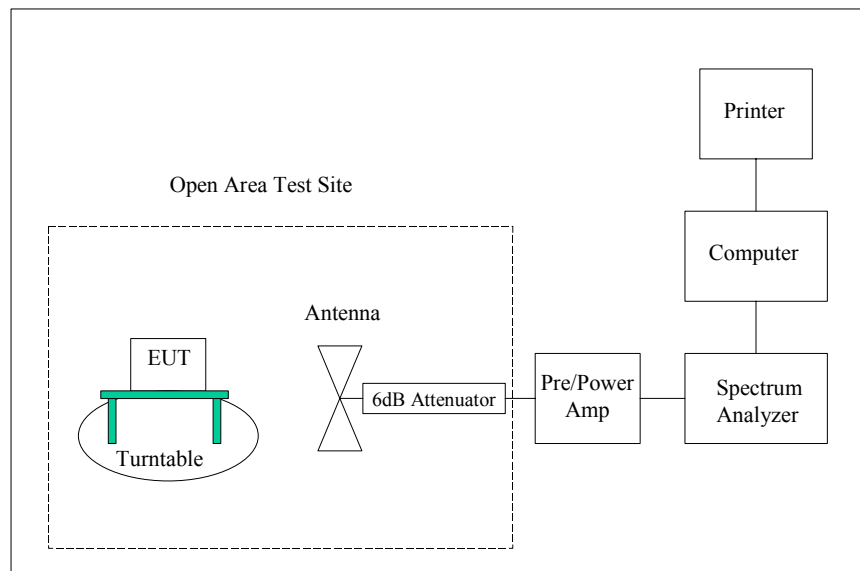 Printer
Open Area Test Site
Computer
Antenna
EUT
6dB Attenuator
Pre/Power
Amp
Spectrum
Analyzer
Turntable